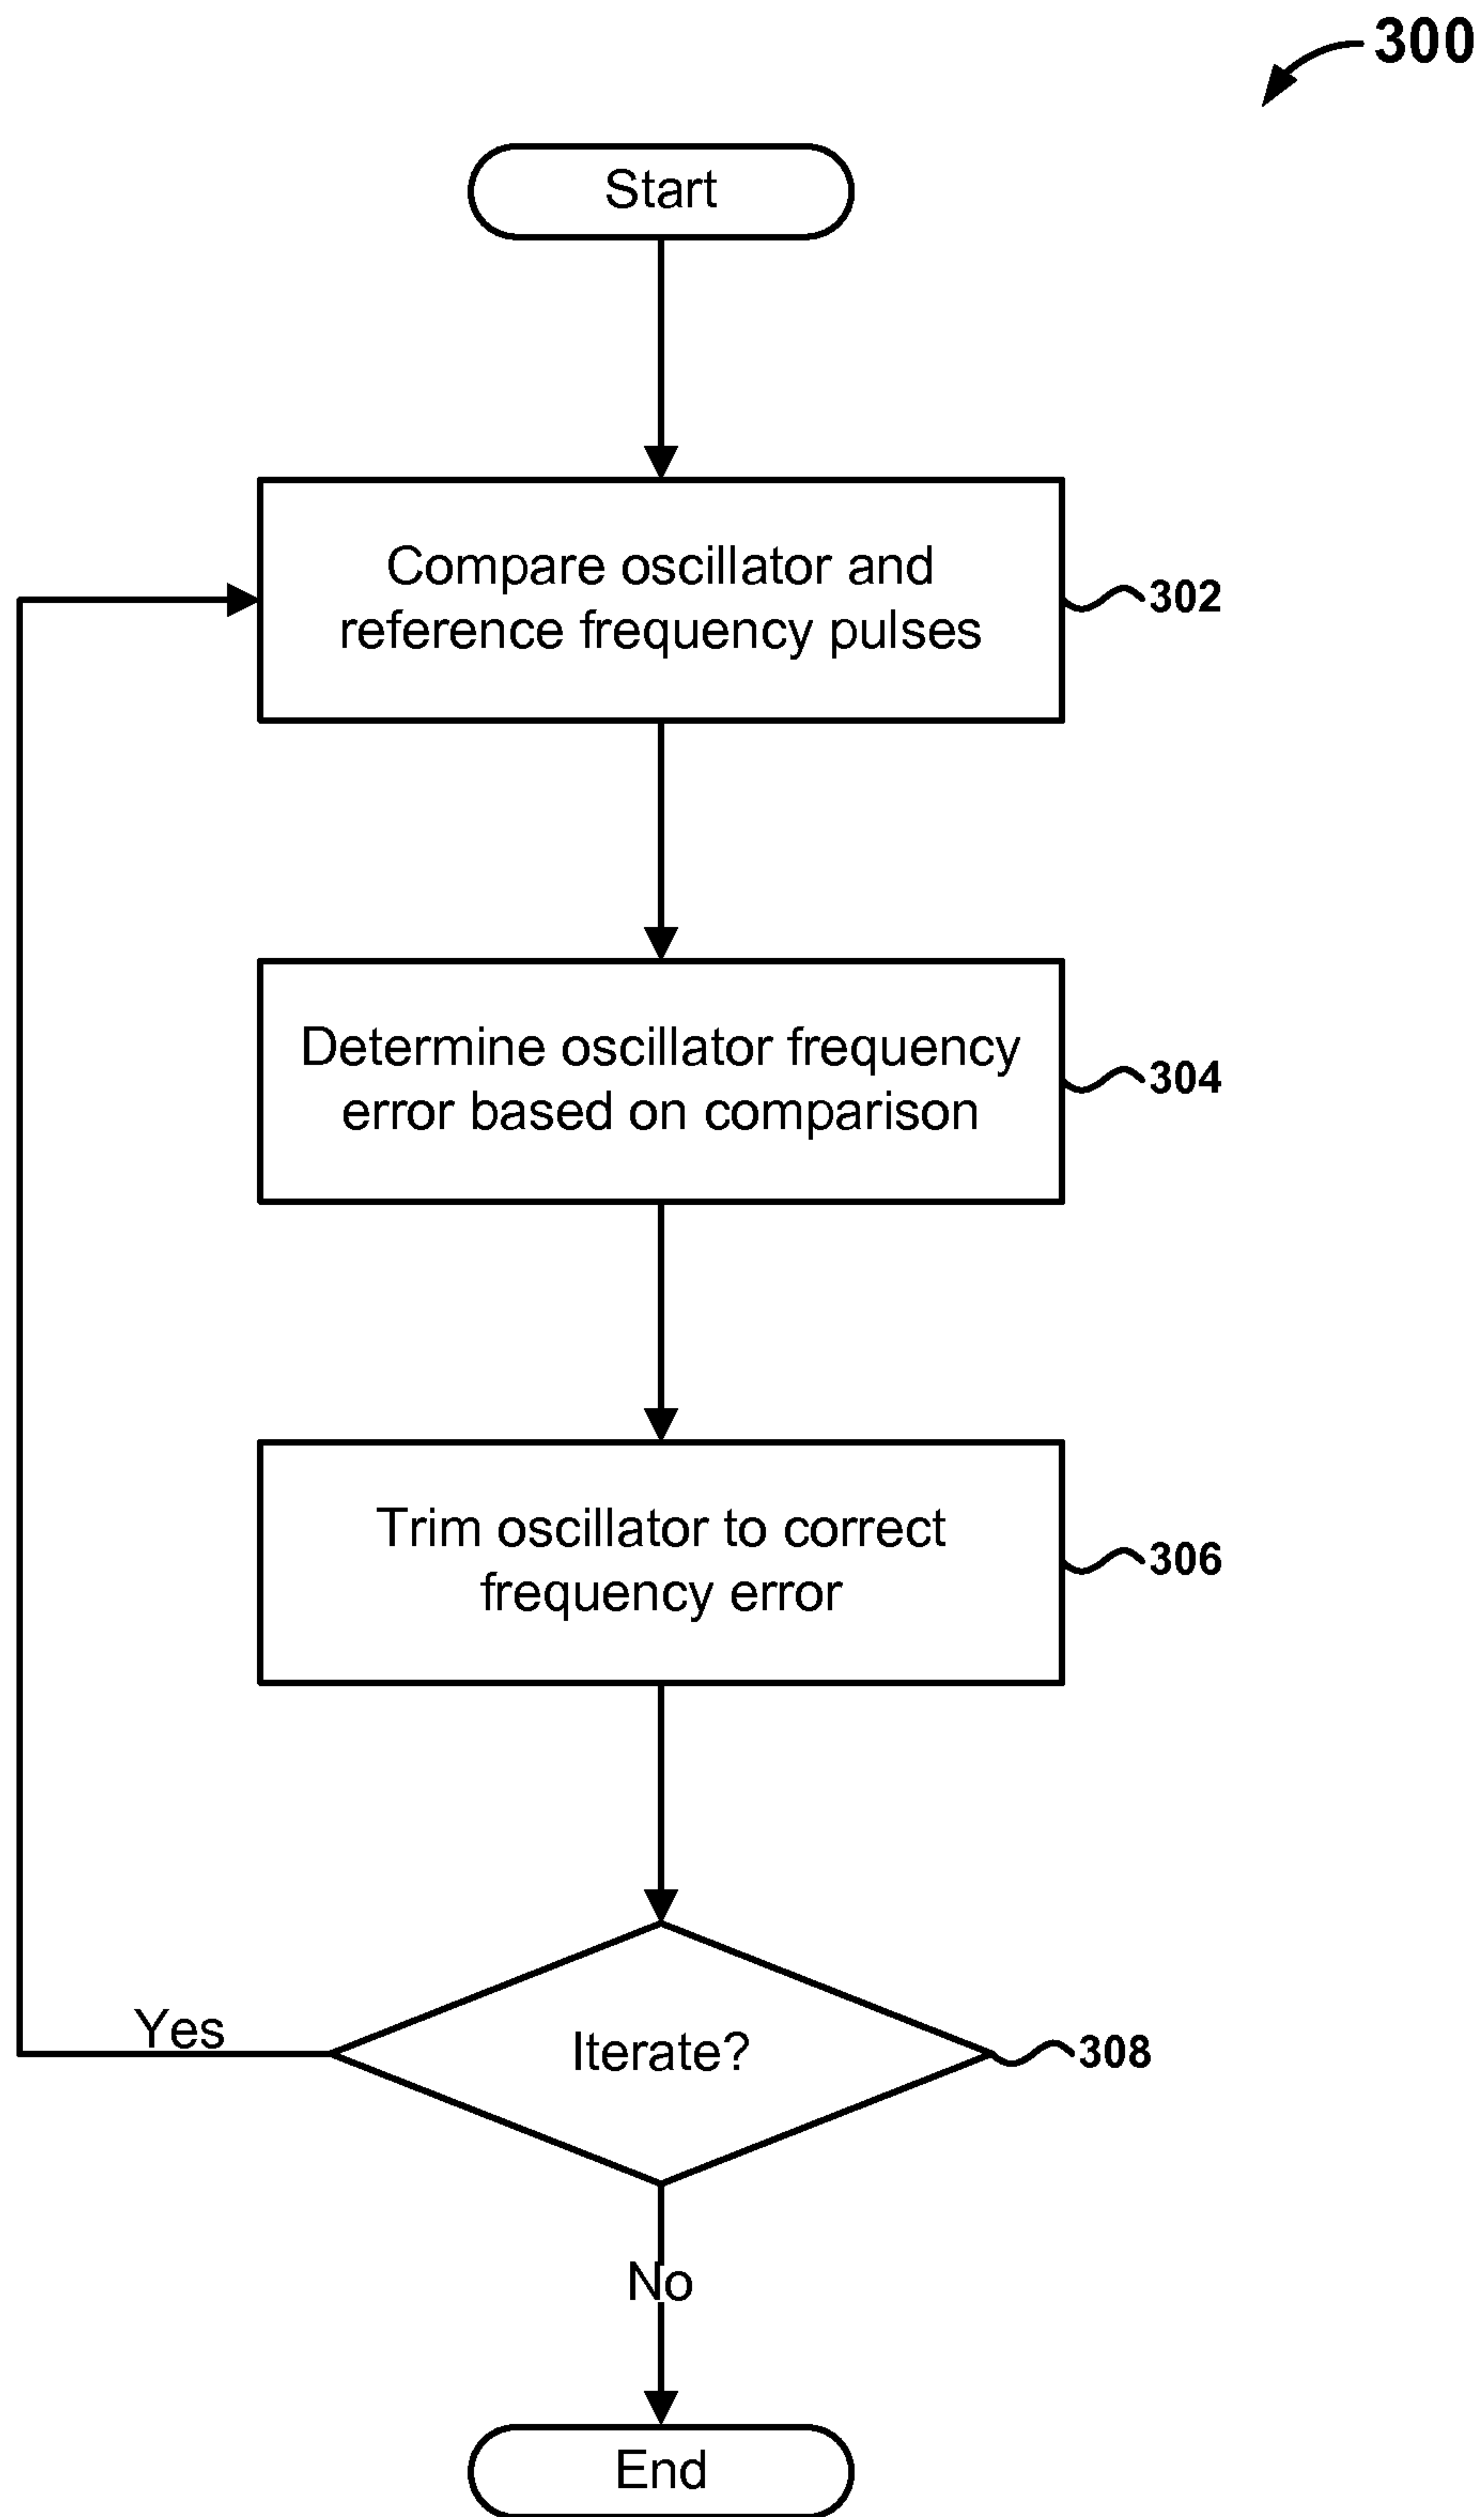 300
Start
Compare oscillator and
reference frequency pulses
302
Determine oscillator frequency
error based on comparison
304
Trim oscillator to correct
frequency error
306
Yes
Iterate?
308
No
End